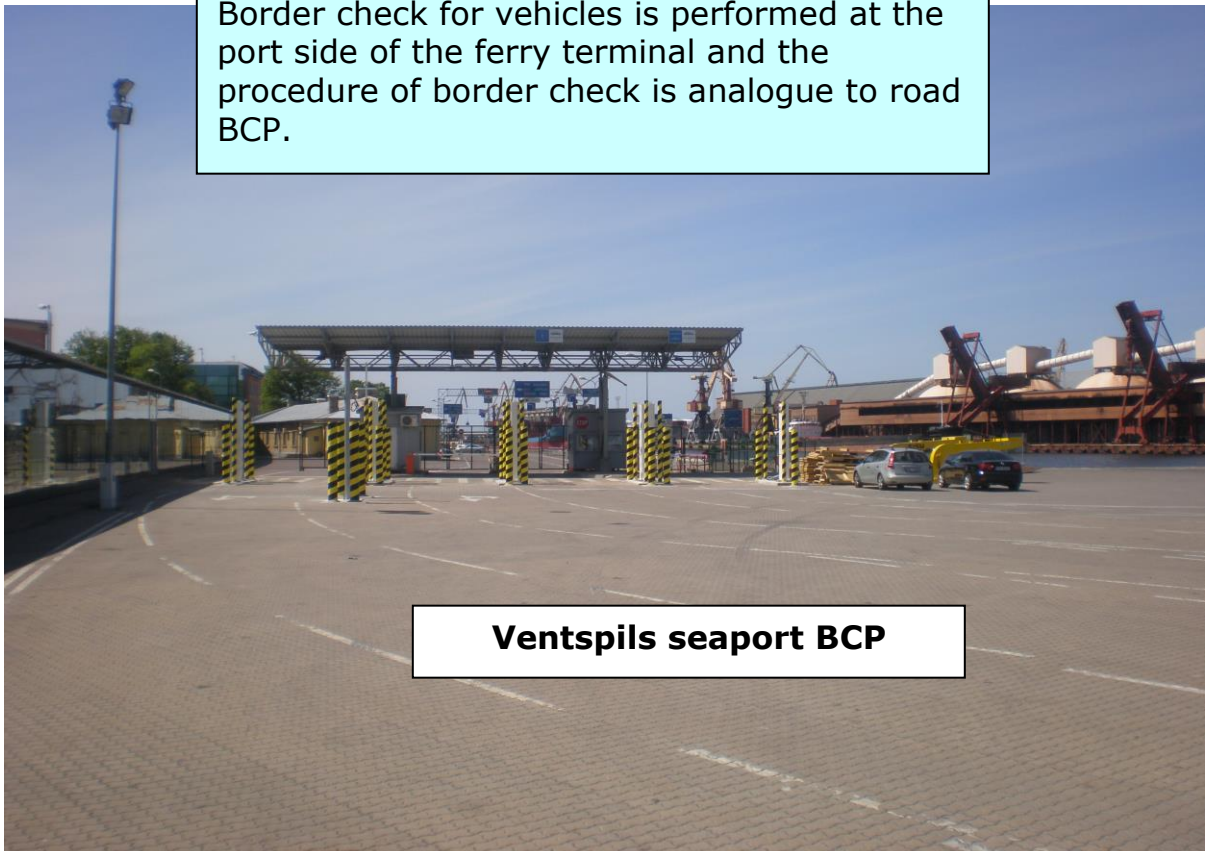 Border check for vehicles is performed at the
port side of the ferry terminal and the
procedure of border check is analogue to road
BCP.
STOP
Ventspils seaport BCP